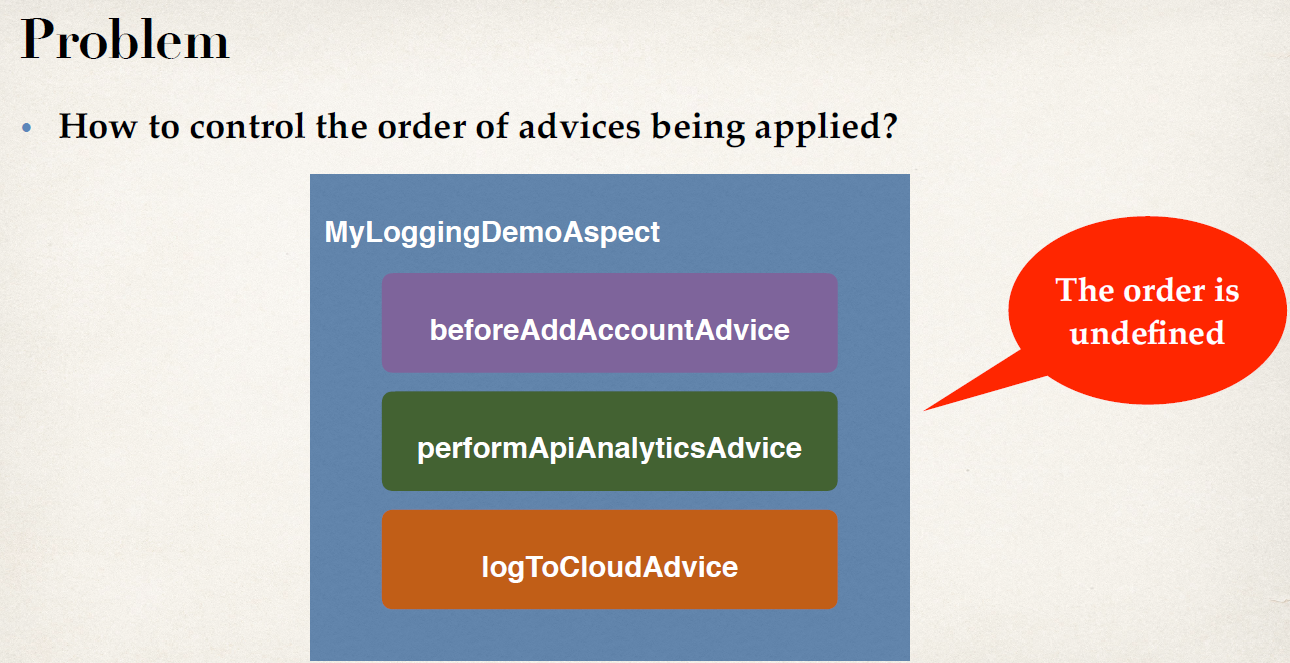 Problem
• How to control the order of advices being applied?
MyLoggingDemoAspect
beforeAddAccountAdvice
performApiAnalyticsAdvice
logToCloudAdvice
The order is
undefined